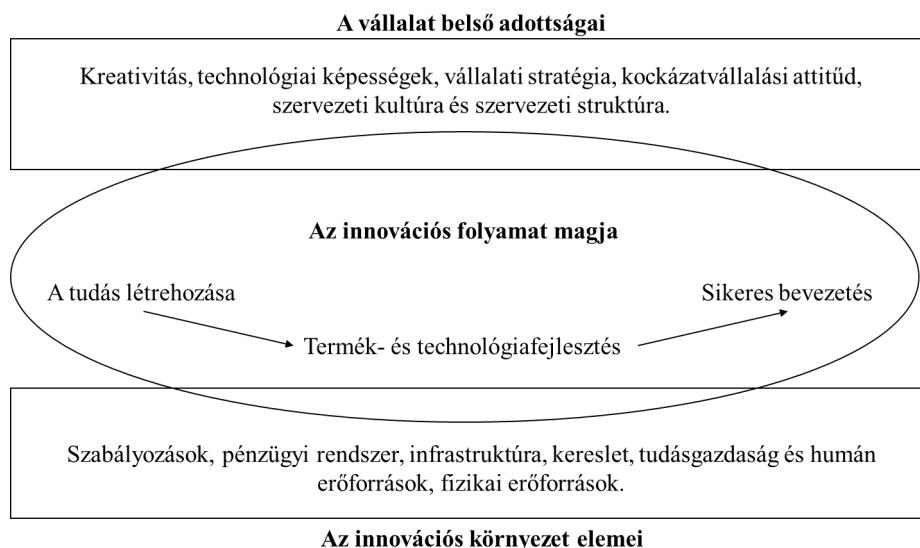 A vállalat belső adottságai
Kreativitás, technológiai képességek, vállalati stratégia, kockázatvállalási attitűd,
szervezeti kultúra és szervezeti struktúra.
Az innovációs folyamat magja
A tudás létrehozása
Sikeres bevezetés
Termék- és technológiafejlesztés
Szabályozások, pénzügyi rendszer, infrastruktúra, kereslet, tudásgazdaság és humán
erőforrások, fizikai erőforrások.
Az innovációs környezet elemei